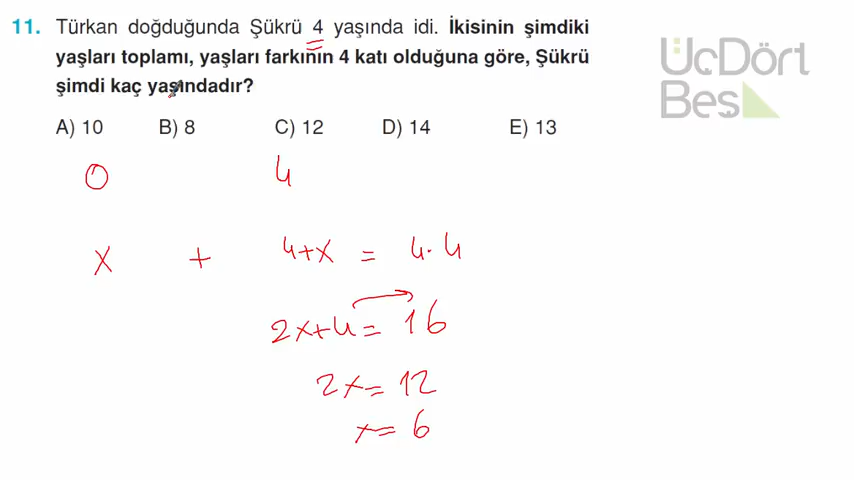 11. Türkan doğduğunda Şükrü 4 yaşında idi. İkisinin şimdiki
yaşları toplamı, yaşları farkının 4 katı olduğuna göre, Şükrü
şimdi kaç yaşındadır?
ÜçDört
Beş
A) 10 B) 8 C) 12 D) 14 E) 13
0 4
x + 4+x = 4.4
2x+4 = 16
2x = 12
x = 6